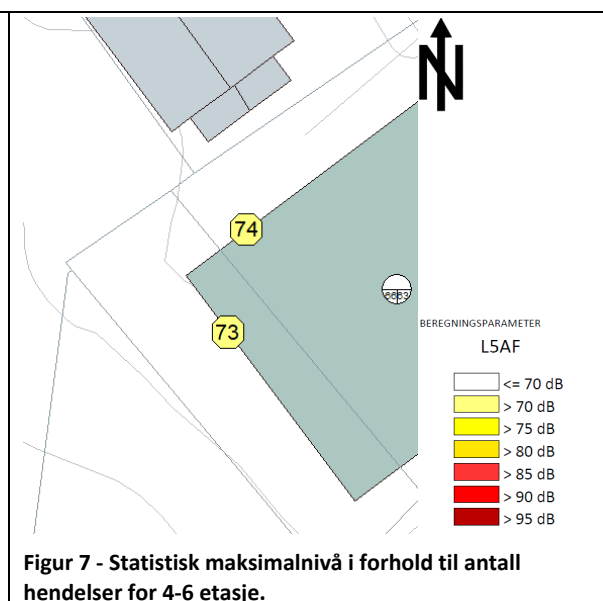 N
74
BEREGNINGSPARAMETER
6663
L5AF
73
<= 70 dB
> 70 dB
> 75 dB
> 80 dB
> 85 dB
> 90 dB
> 95 dB
Figur 7 - Statistisk maksimalnivå i forhold til antall
hendelser for 4-6 etasje.